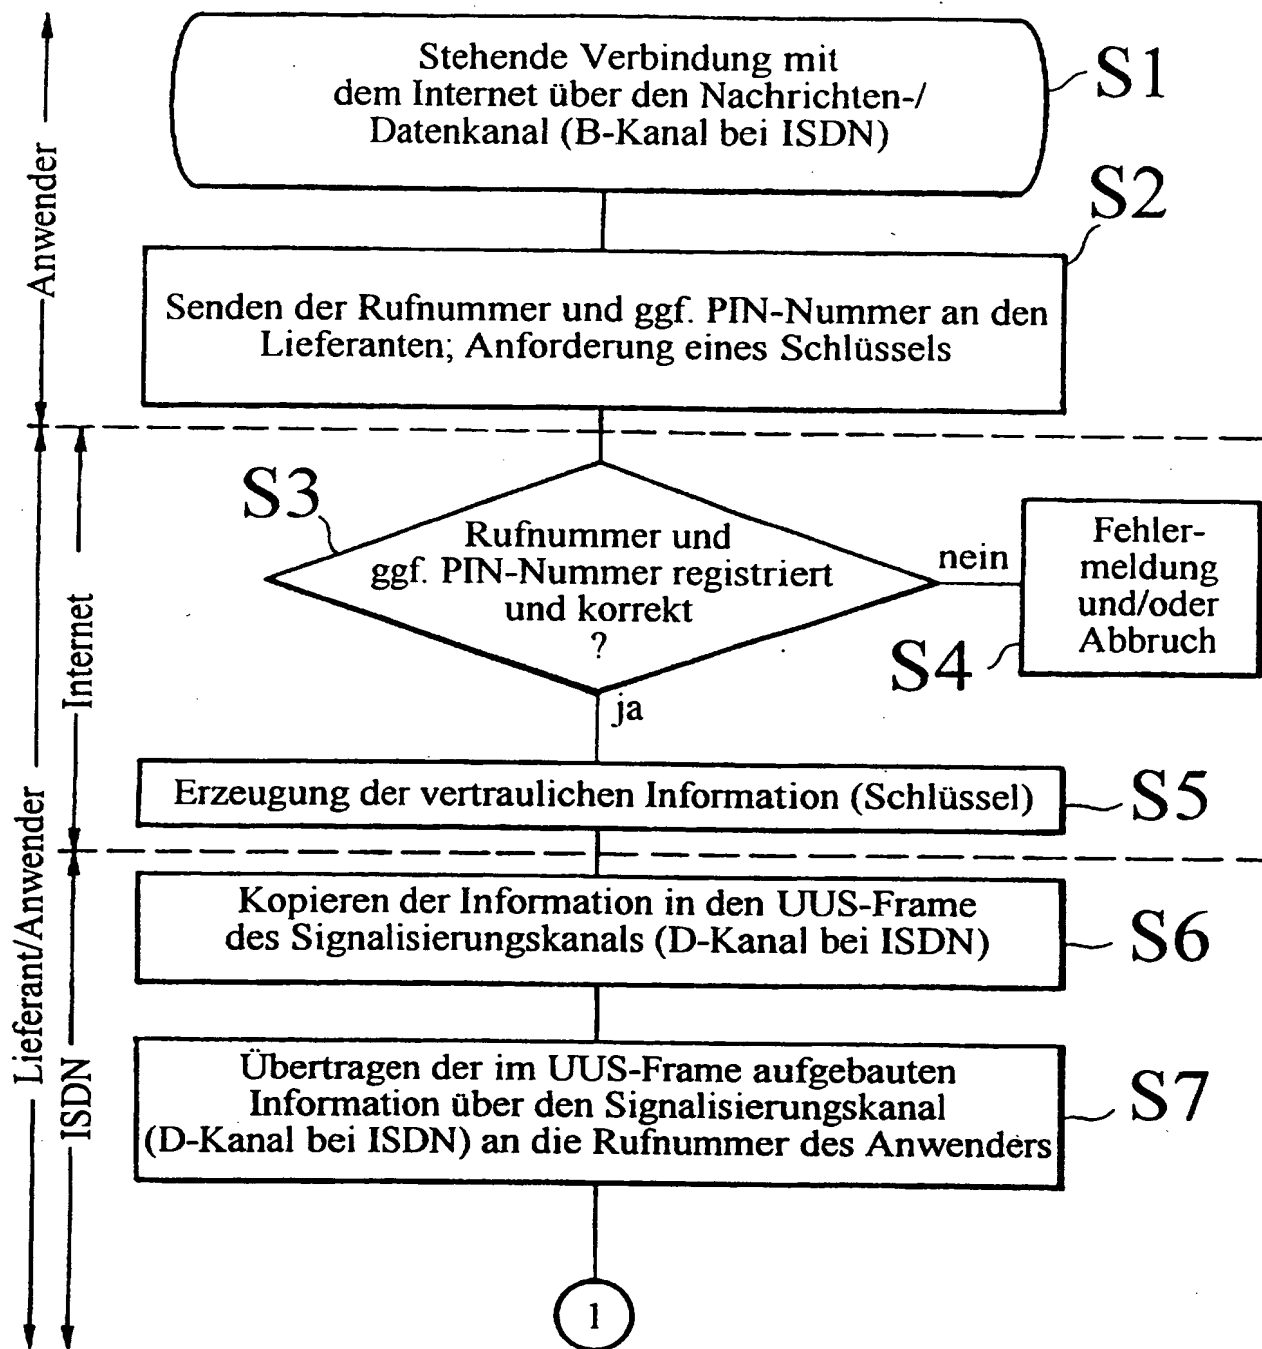 Stehende Verbindung mit
dem Internet über den Nachrichten-/
Datenkanal (B-Kanal bei ISDN)
S1
Anwender
S2
Senden der Rufnummer und ggf. PIN-Nummer an den
Lieferanten; Anforderung eines Schlüssels
S3
Rufnummer und
ggf. PIN-Nummer registriert
und korrekt
?
nein
Fehler-
meldung
und/oder
Abbruch
S4
ja
Internet
Erzeugung der vertraulichen Information (Schlüssel)
S5
Lieferant/Anwender
Kopieren der Information in den UUS-Frame
des Signalisierungskanals (D-Kanal bei ISDN)
S6
ISDN
Übertragen der im UUS-Frame aufgebauten
Information über den Signalisierungskanal
(D-Kanal bei ISDN) an die Rufnummer des Anwenders
S7
1